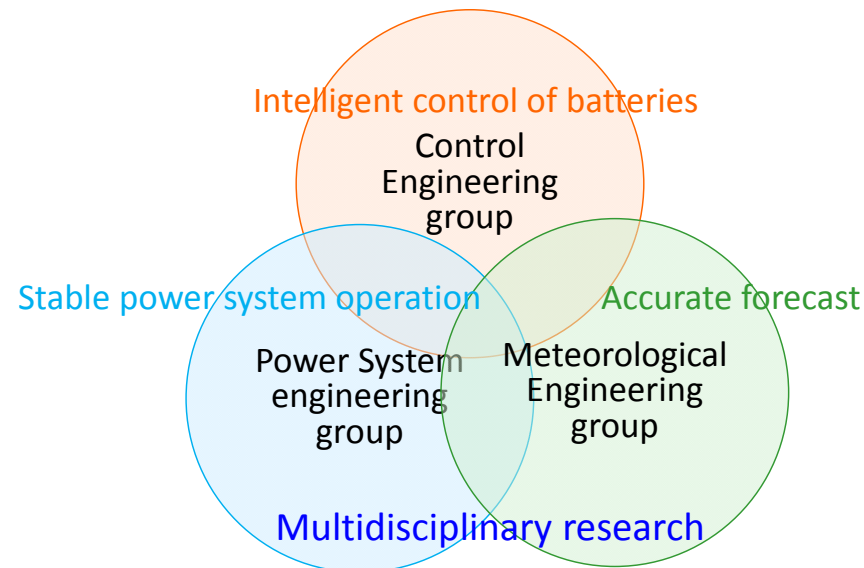 Intelligent control of batteries
Control
Engineering
group
Stable power system operation
Accurate forecast
Power System
engineering
group
Meteorological
Engineering
group
Multidisciplinary research